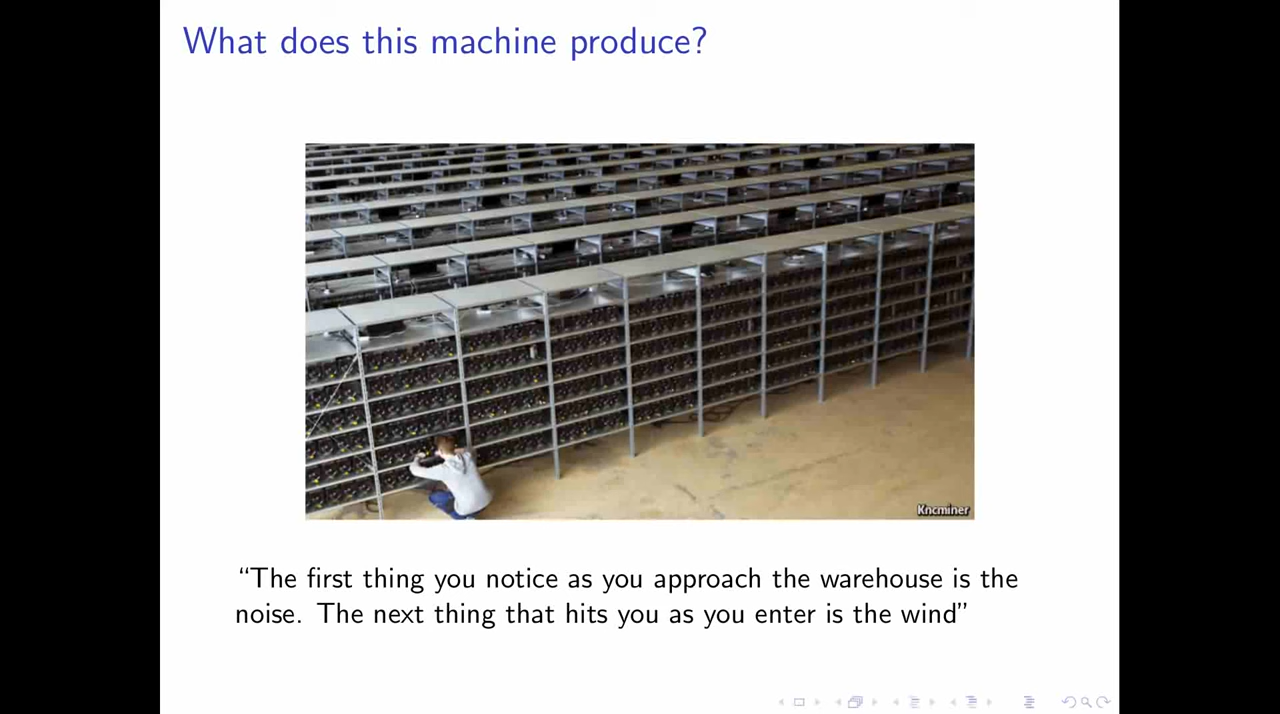 What does this machine produce?
Kncminer
“The first thing you notice as you approach the warehouse is the
noise. The next thing that hits you as you enter is the wind”